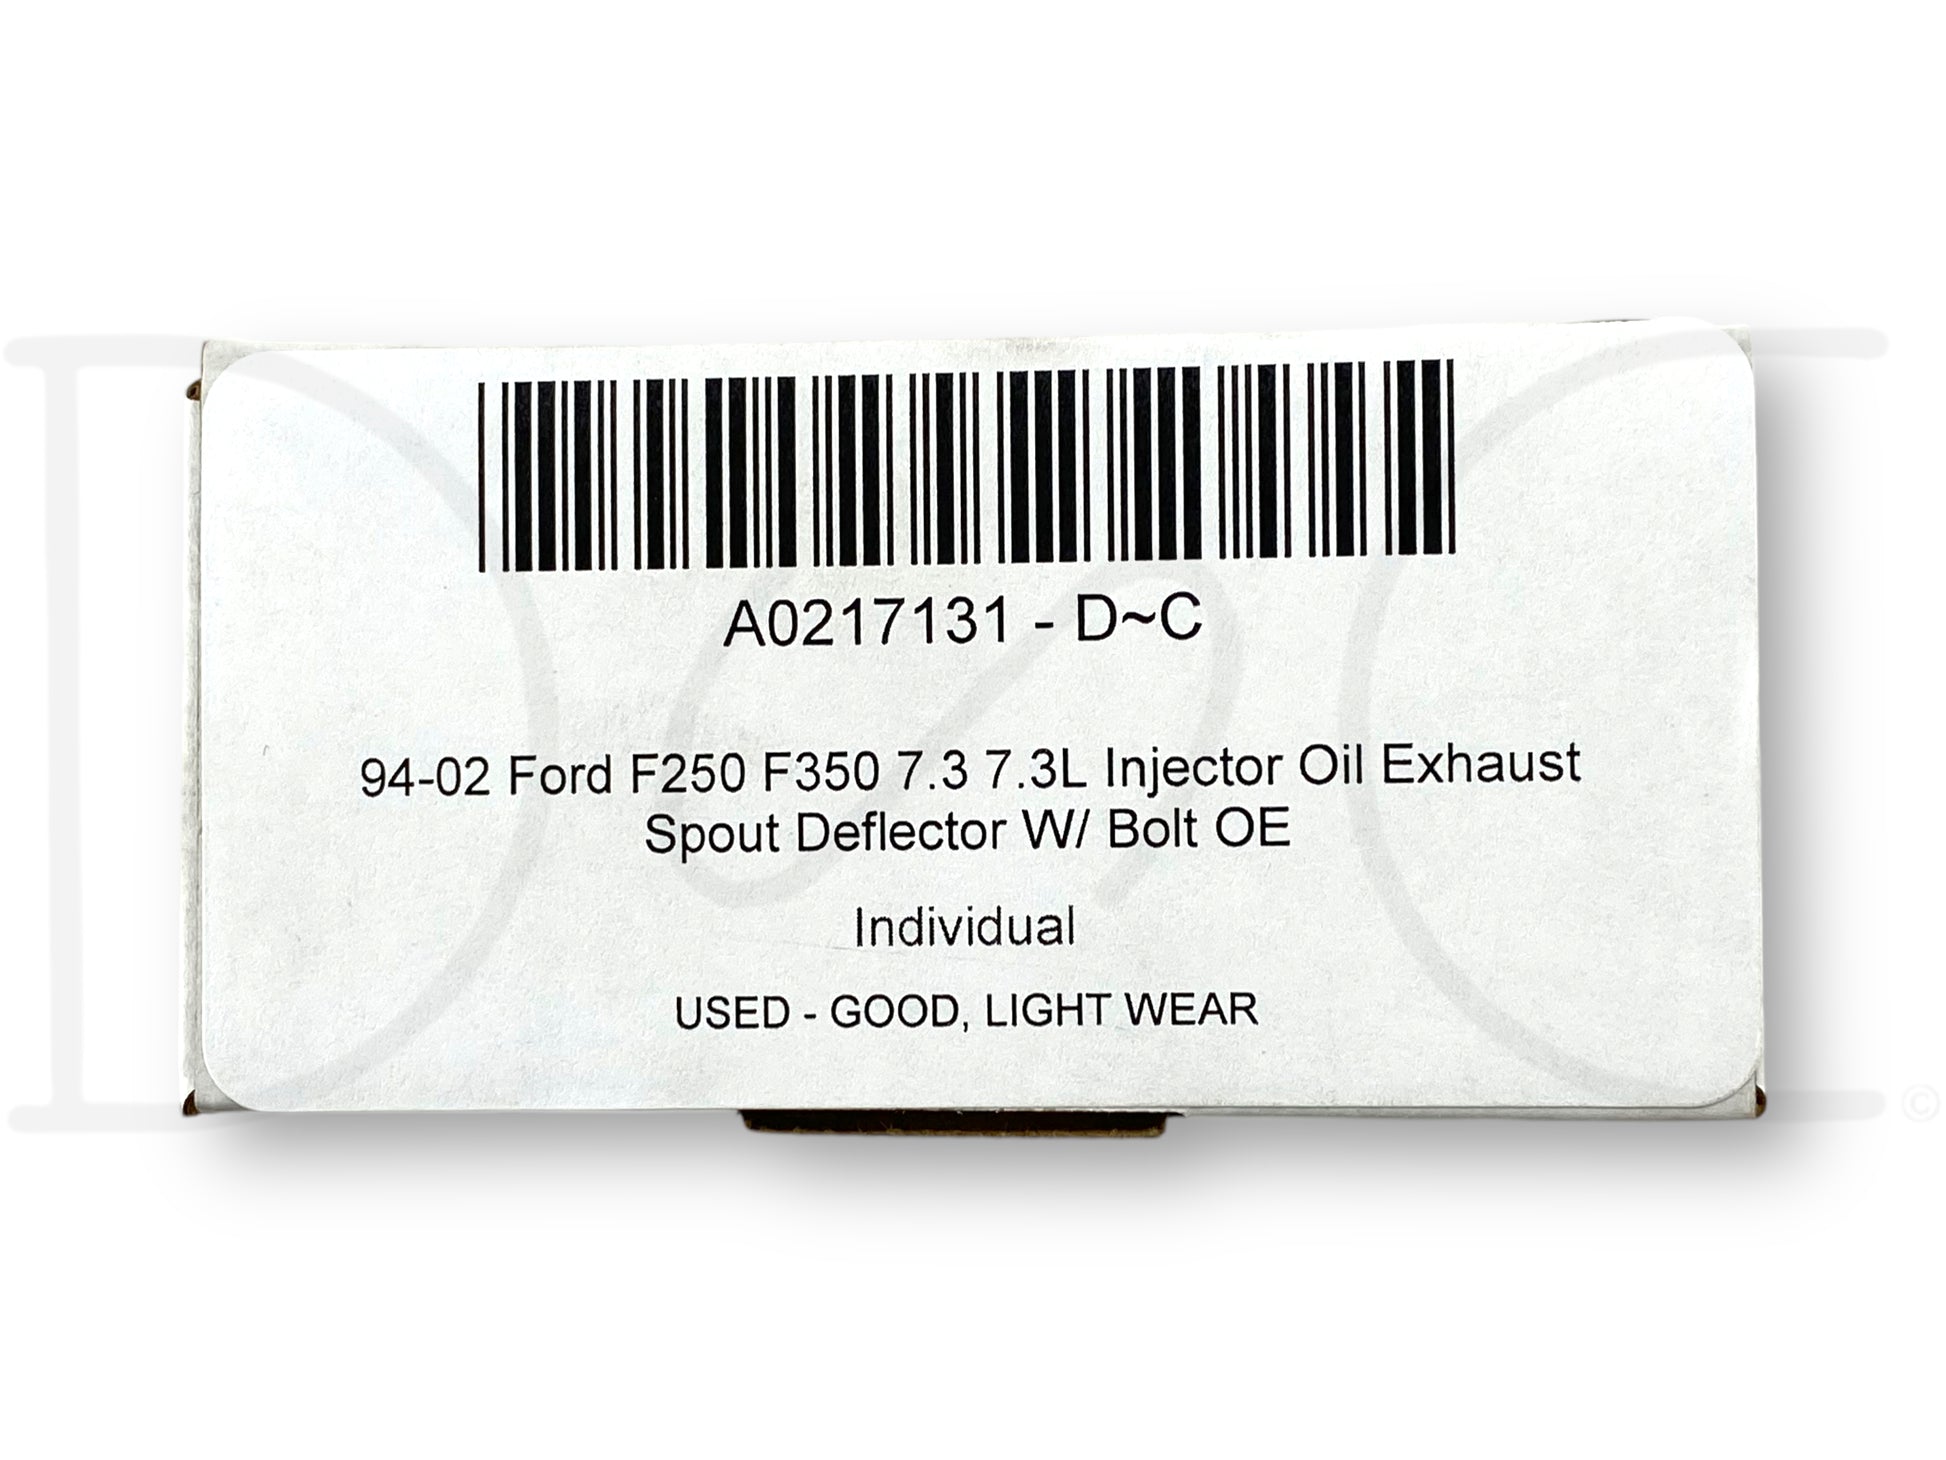 A0217131 - D~C
94-02 Ford F250 F350 7.3 7.3L Injector Oil Exhaust
Spout Deflector W/ Bolt OE
Individual
USED - GOOD, LIGHT WEAR
D~C
©